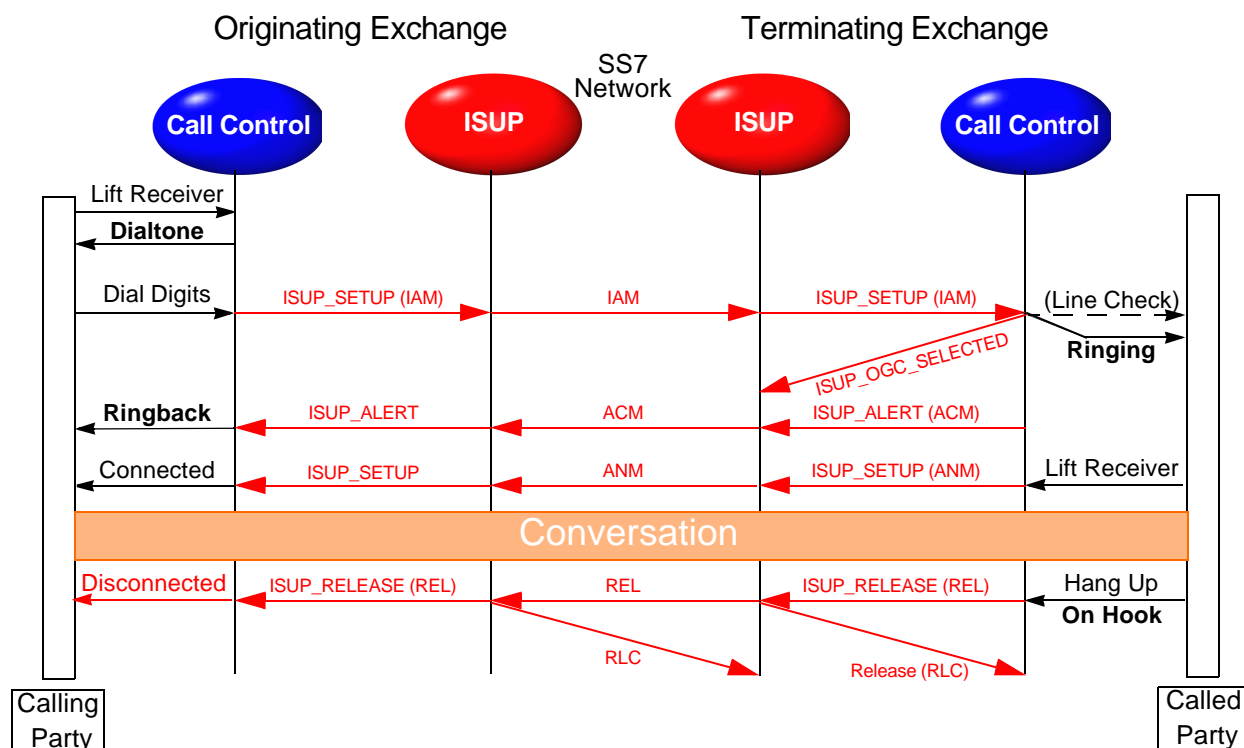 Originating Exchange
Terminating Exchange
SS7
Network
Call Control
ISUP
ISUP
Call Control
Lift Receiver
Dialtone
Dial Digits
ISUP_SETUP (IAM)
IAM
ISUP_SETUP (IAM)
(Line Check)
Ringing
ISUP_OGC_SELECTED
Ringback
ISUP_ALERT
ACM
ISUP_ALERT (ACM)
Connected
ISUP_SETUP
ANM
ISUP_SETUP (ANM)
Lift Receiver
Conversation
Disconnected
ISUP_RELEASE (REL)
REL
ISUP_RELEASE (REL)
Hang Up
On Hook
RLC
Release (RLC)
Calling
Party
Called
Party